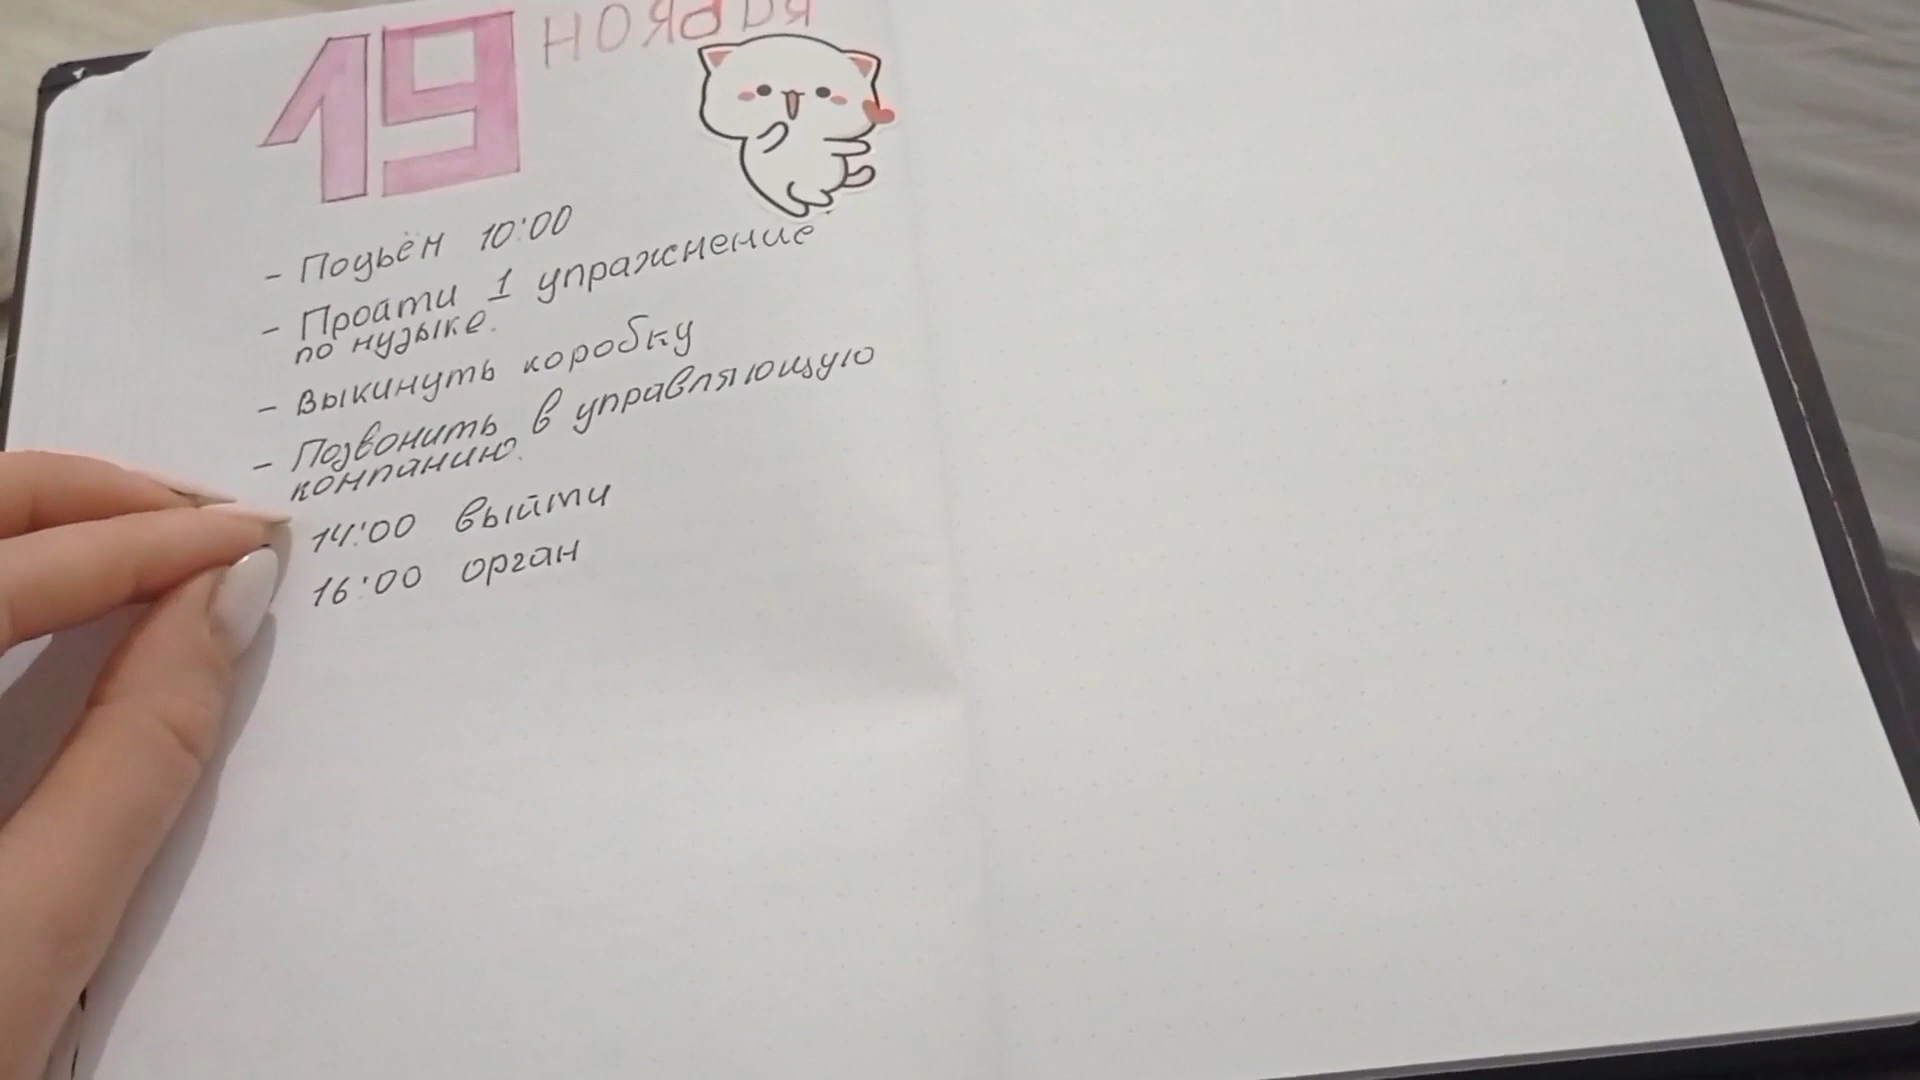 19 ноября
- Подьём 10:00
- Пройти 1 упражнение
по музыке.
- Выкинуть коробку
- Позвонить в управляющую
компанию.
14:00 выйти
16:00 орган